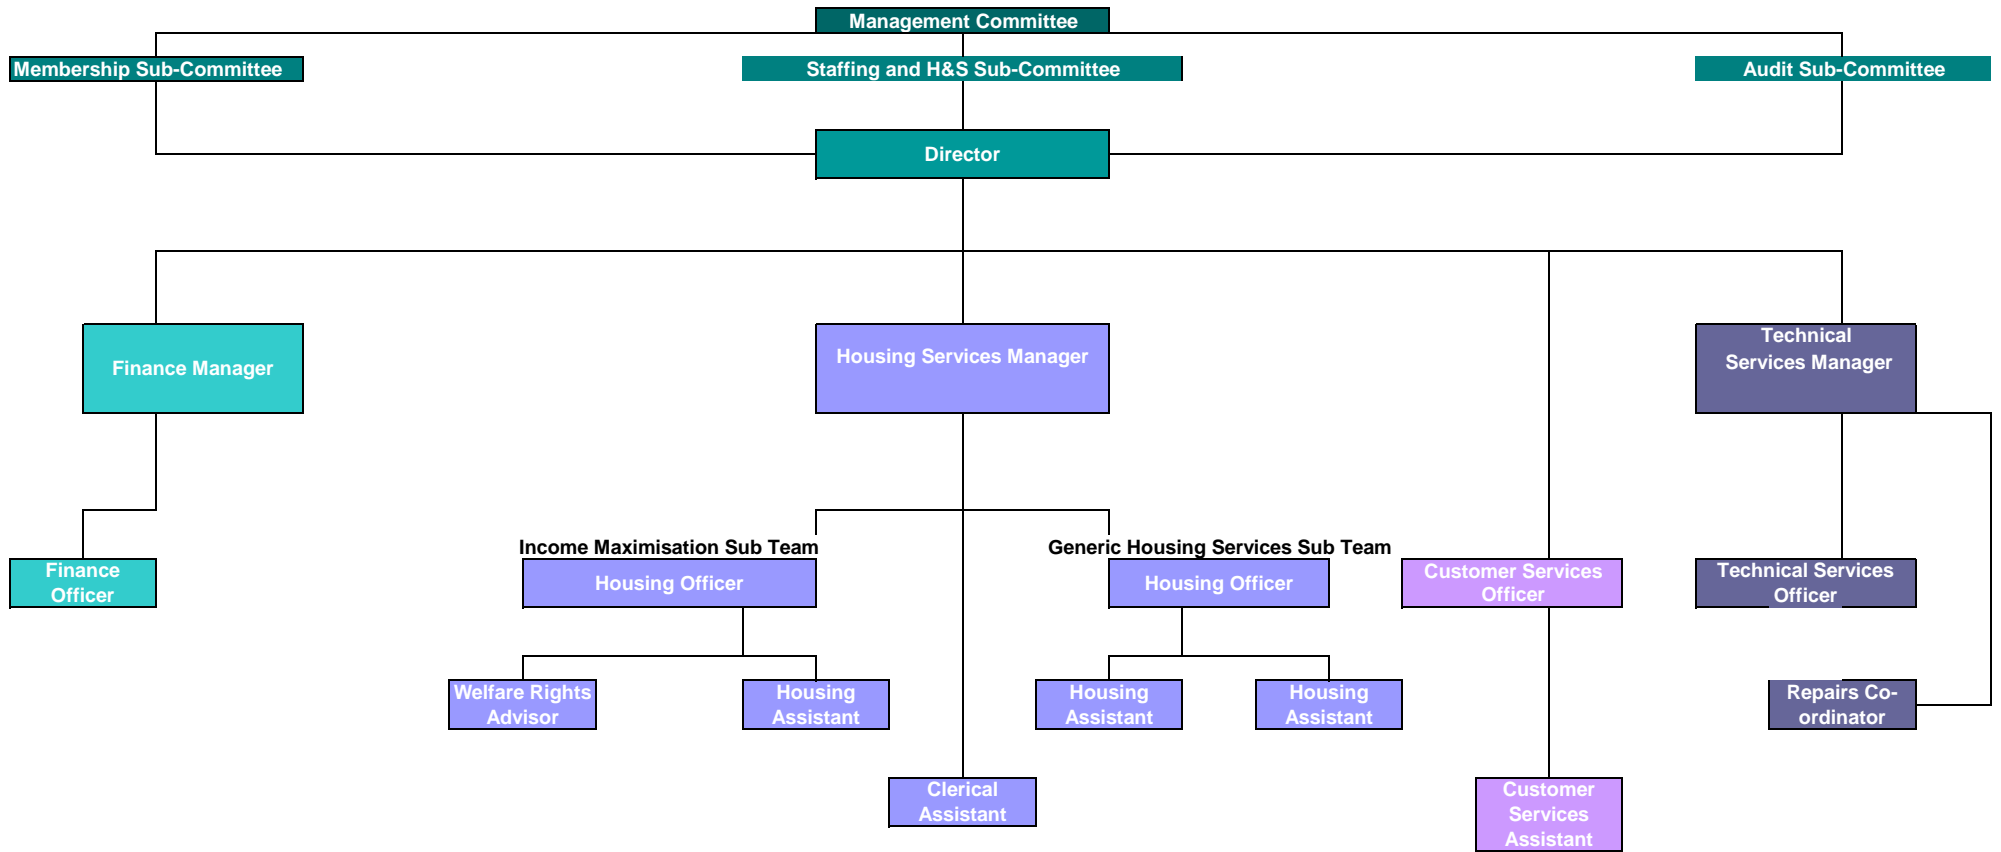 Management Committee
Membership Sub-Committee
Staffing and H&S Sub-Committee
Audit Sub-Committee
Director
Finance Manager
Housing Services Manager
Technical
Services Manager
Income Maximisation Sub Team
Generic Housing Services Sub Team
Finance
Officer
Housing Officer
Housing Officer
Customer Services
Officer
Technical Services
Officer
Welfare Rights
Advisor
Housing
Assistant
Housing
Assistant
Housing
Assistant
Repairs Co-
ordinator
Clerical
Assistant
Customer
Services
Assistant